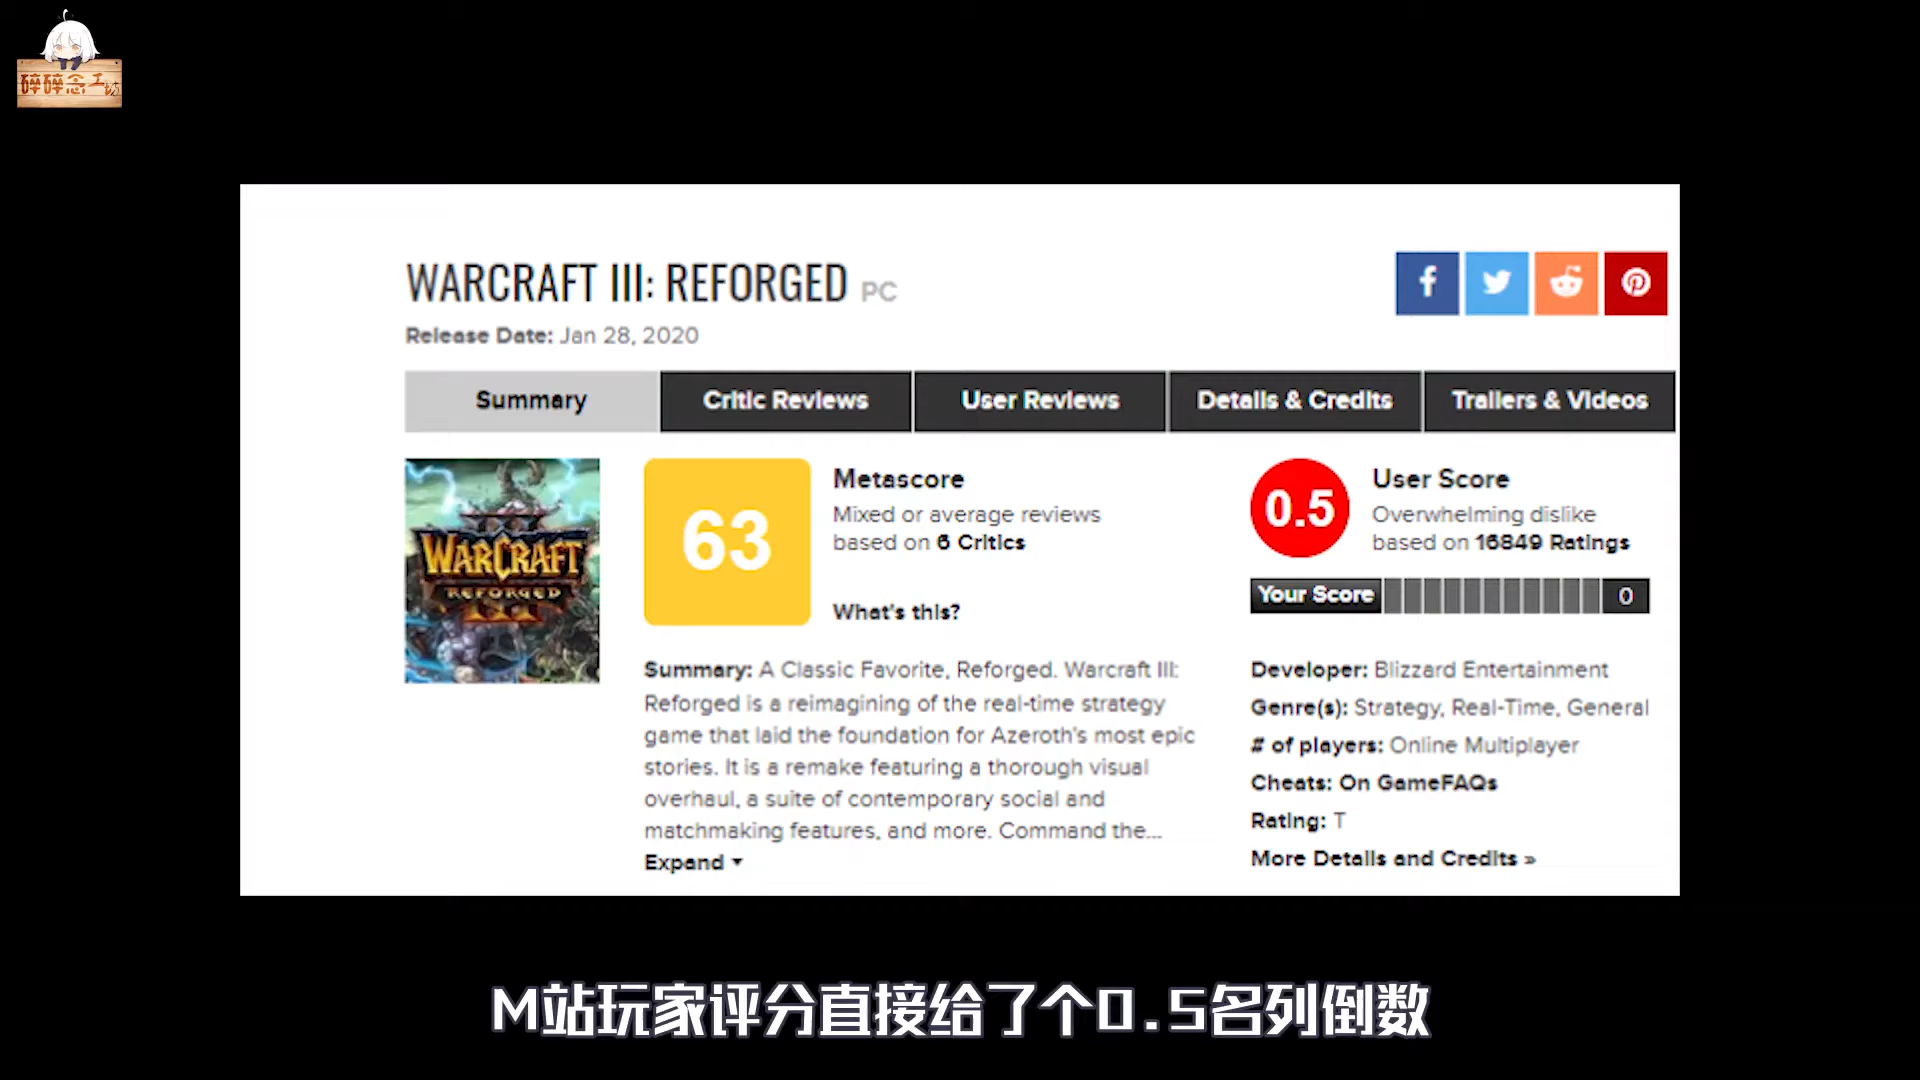 碎碎念工坊
WARCRAFT III: REFORGED PC
Release Date: Jan 28, 2020
Summary
Critic Reviews
User Reviews
Details & Credits
Trailers & Videos
WARCRAFT
REFORGED
III
63
Metascore
Mixed or average reviews
based on 6 Critics
What's this?
0.5
User Score
Overwhelming dislike
based on 16849 Ratings
Your Score
0
Summary: A Classic Favorite, Reforged. Warcraft III:
Reforged is a reimagining of the real-time strategy
game that laid the foundation for Azeroth's most epic
stories. It is a remake featuring a thorough visual
overhaul, a suite of contemporary social and
matchmaking features, and more. Command the...
Expand
Developer: Blizzard Entertainment
Genre(s): Strategy, Real-Time, General
# of players: Online Multiplayer
Cheats: On GameFAQs
Rating: T
More Details and Credits »
M站玩家评分直接给了个0.5名列倒数